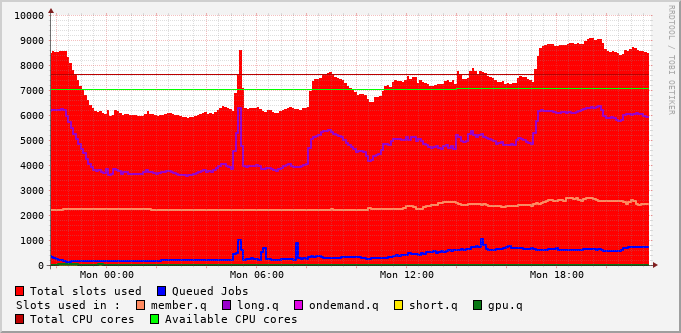 10000
9000
8000
7000
6000
5000
4000
3000
2000
1000
0
Mon 00:00 Mon 06:00 Mon 12:00 Mon 18:00
Total slots used Queued Jobs
Slots used in : member.q long.q ondemand.q short.q gpu.q
Total CPU cores Available CPU cores
RRDTOOL / TOBI OETIKER